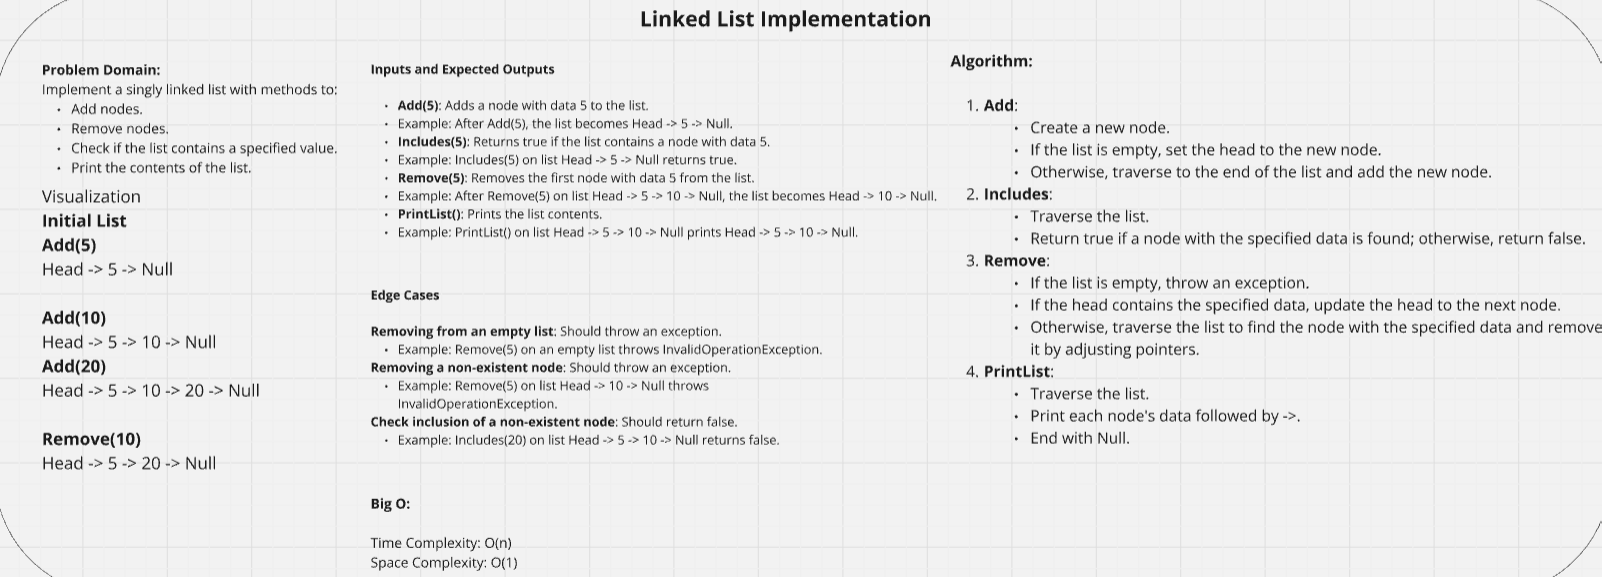 Linked List Implementation
Problem Domain:
Implement a singly linked list with methods to:
• Add nodes.
• Remove nodes.
• Check if the list contains a specified value.
• Print the contents of the list.
Visualization
Initial List
Add(5)
Head -> 5 -> Null
Add(10)
Head -> 5 -> 10 -> Null
Add(20)
Head -> 5 -> 10 -> 20 -> Null
Remove(10)
Head -> 5 -> 20 -> Null
Inputs and Expected Outputs
• Add(5): Adds a node with data 5 to the list.
• Example: After Add(5), the list becomes Head -> 5 -> Null.
• Includes(5): Returns true if the list contains a node with data 5.
• Example: Includes(5) on list Head -> 5 -> Null returns true.
• Remove(5): Removes the first node with data 5 from the list.
• Example: After Remove(5) on list Head -> 5 -> 10 -> Null, the list becomes Head -> 10 -> Null.
• PrintList(): Prints the list contents.
• Example: PrintList() on list Head -> 5 -> 10 -> Null prints Head -> 5 -> 10 -> Null.
Edge Cases
Removing from an empty list: Should throw an exception.
• Example: Remove(5) on an empty list throws InvalidOperationException.
Removing a non-existent node: Should throw an exception.
• Example: Remove(5) on list Head -> 10 -> Null throws
InvalidOperationException.
Check inclusion of a non-existent node: Should return false.
• Example: Includes(20) on list Head -> 5 -> 10 -> Null returns false.
Big O:
Time Complexity: O(n)
Space Complexity: O(1)
Algorithm:
1. Add:
• Create a new node.
• If the list is empty, set the head to the new node.
• Otherwise, traverse to the end of the list and add the new node.
2. Includes:
• Traverse the list.
• Return true if a node with the specified data is found; otherwise, return false.
3. Remove:
• If the list is empty, throw an exception.
• If the head contains the specified data, update the head to the next node.
• Otherwise, traverse the list to find the node with the specified data and remove
it by adjusting pointers.
4. PrintList:
• Traverse the list.
• Print each node's data followed by ->.
• End with Null.